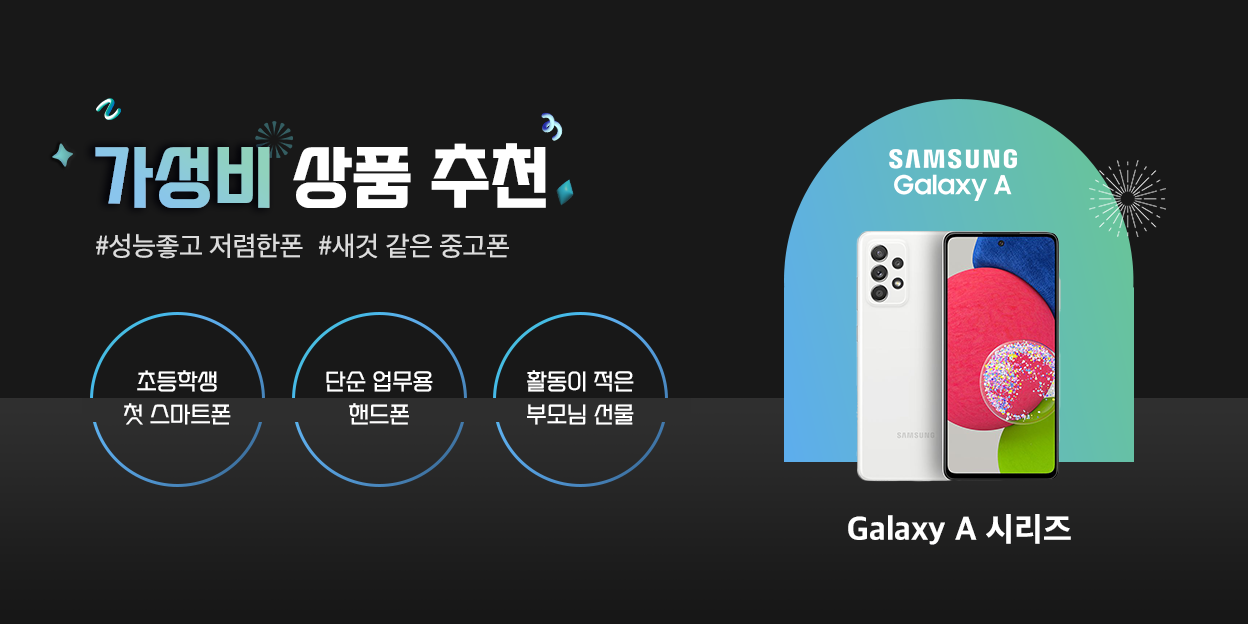 가성비 상품 추천
#성능좋고 저렴한폰 #새것 같은 중고폰
초등학생
첫 스마트폰
단순 업무용
핸드폰
활동이 적은
부모님 선물
SAMSUNG
Galaxy A
SAMSUNG
Galaxy A 시리즈